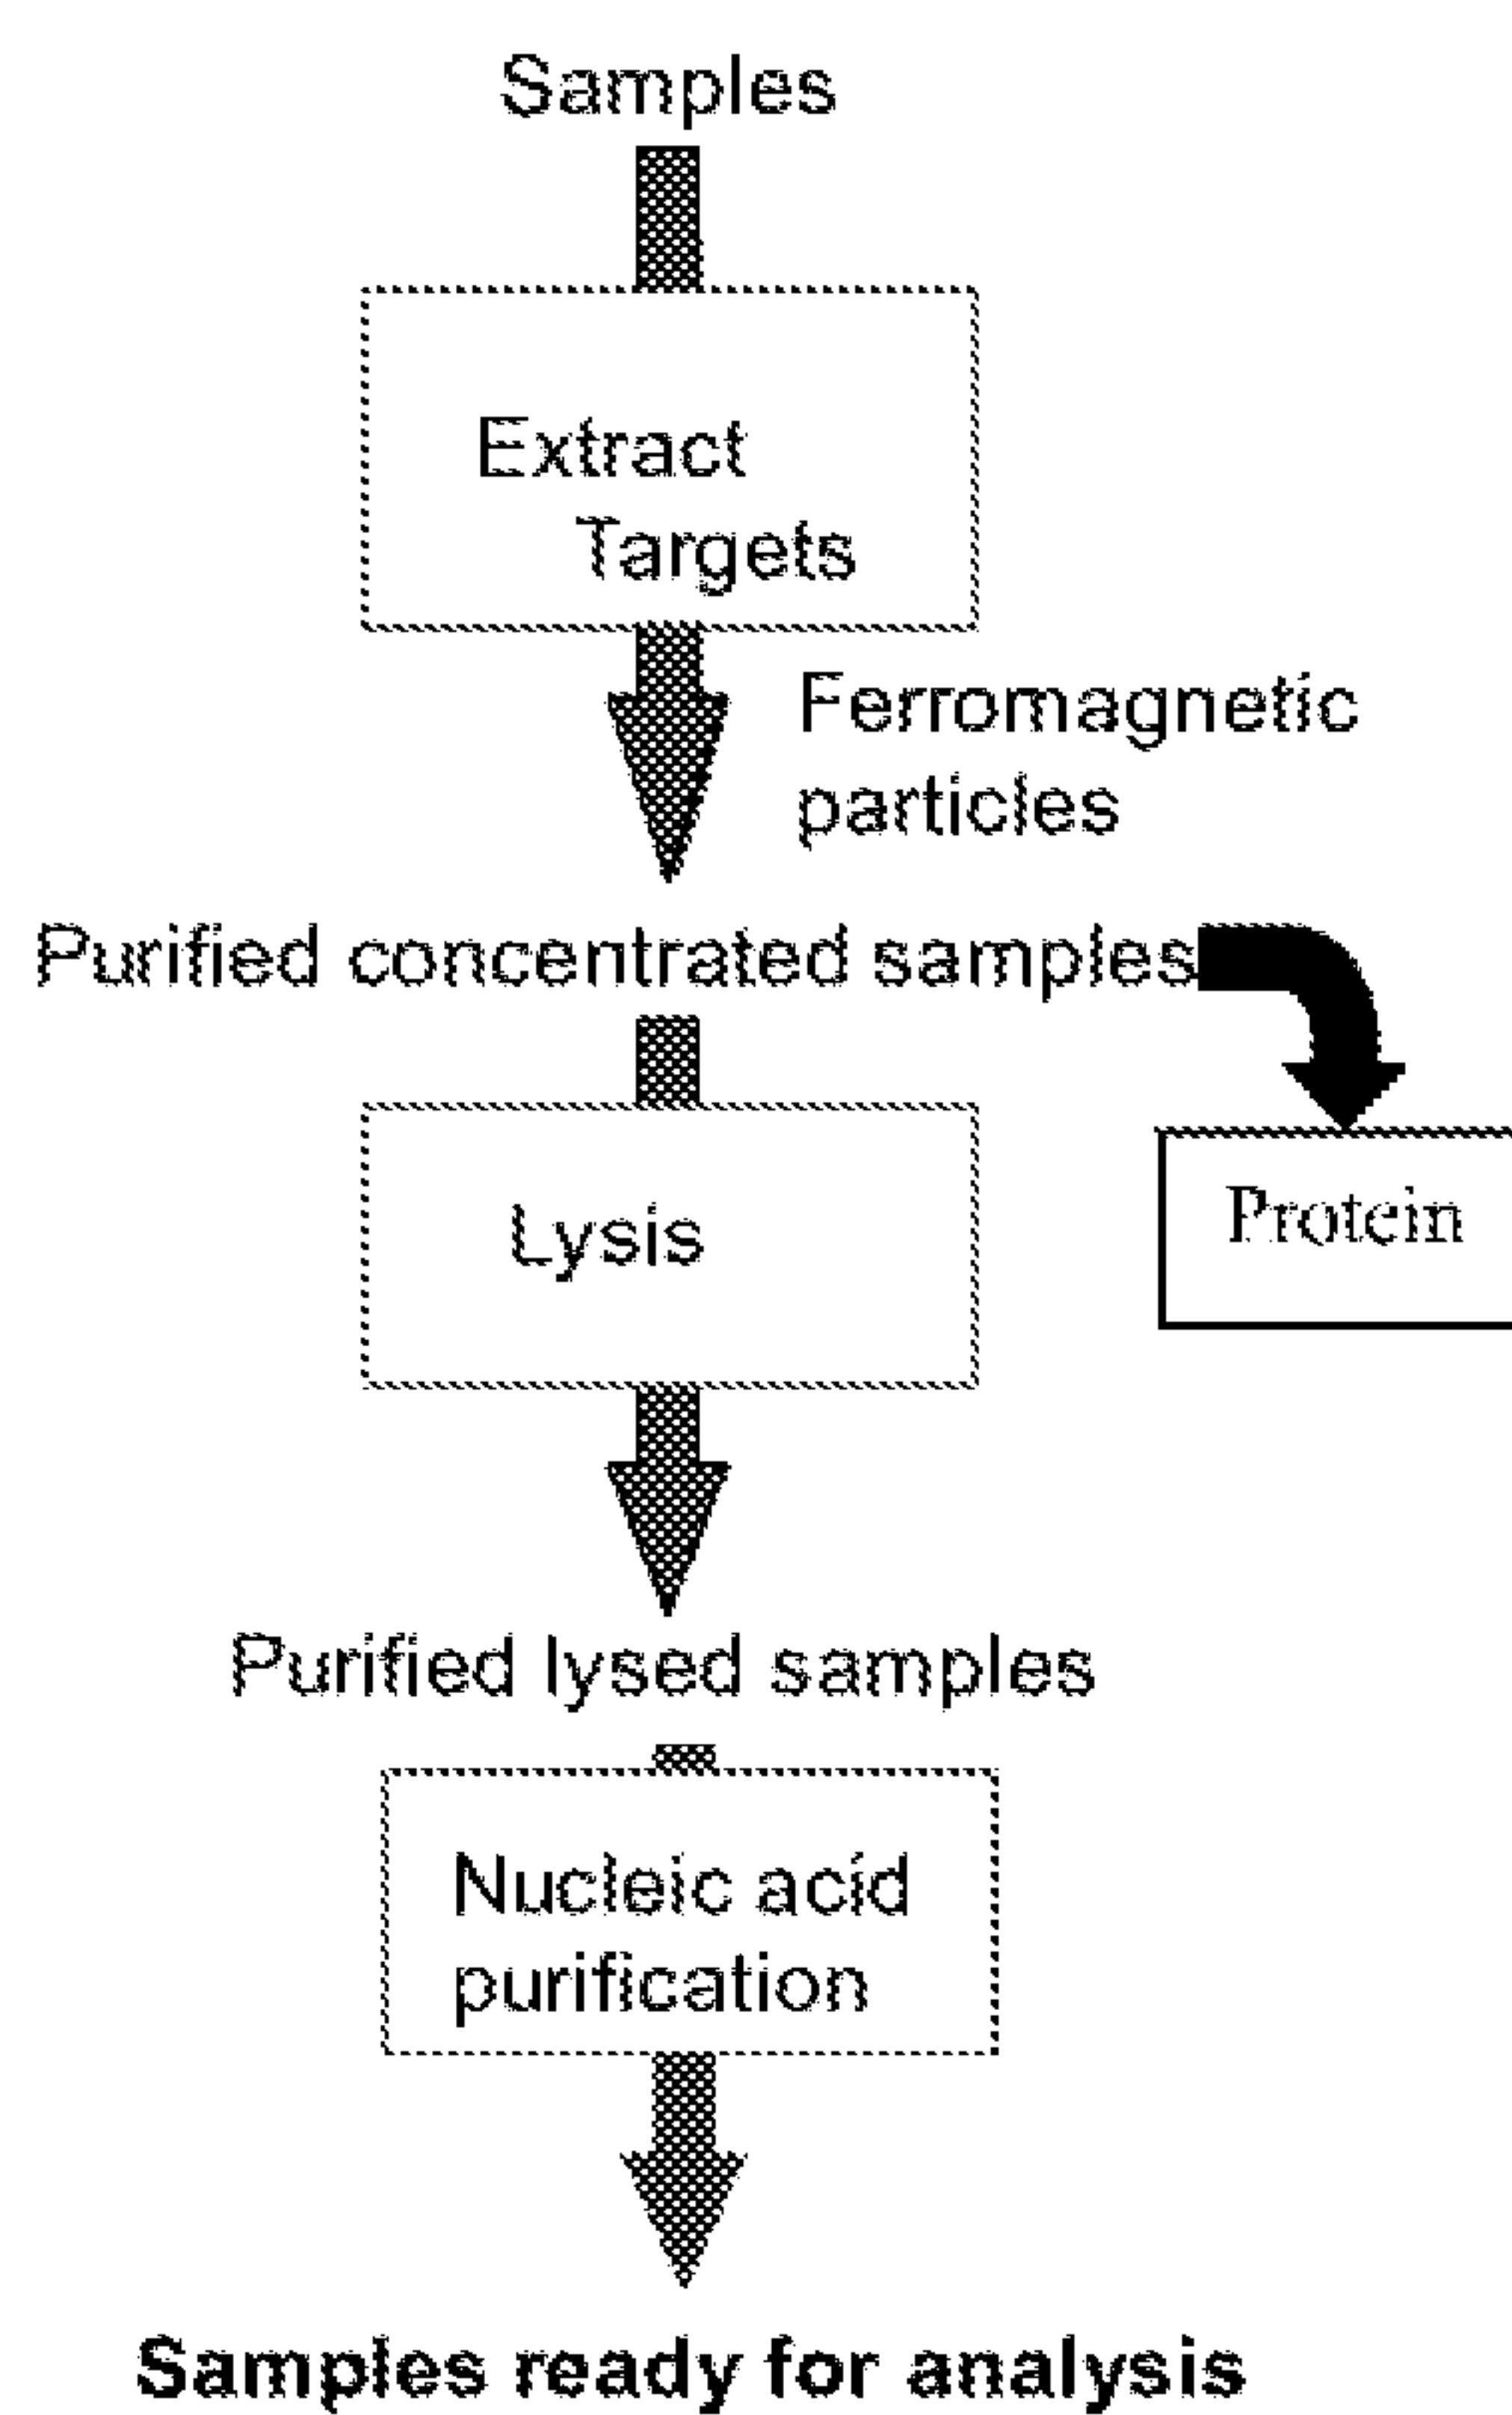 Samples
Extract
Targets
Ferromagnetic
particles
Purified concentrated samples
Protein
Lysis
Purified lysed samples
Nucleic acid
purification
Samples ready for analysis